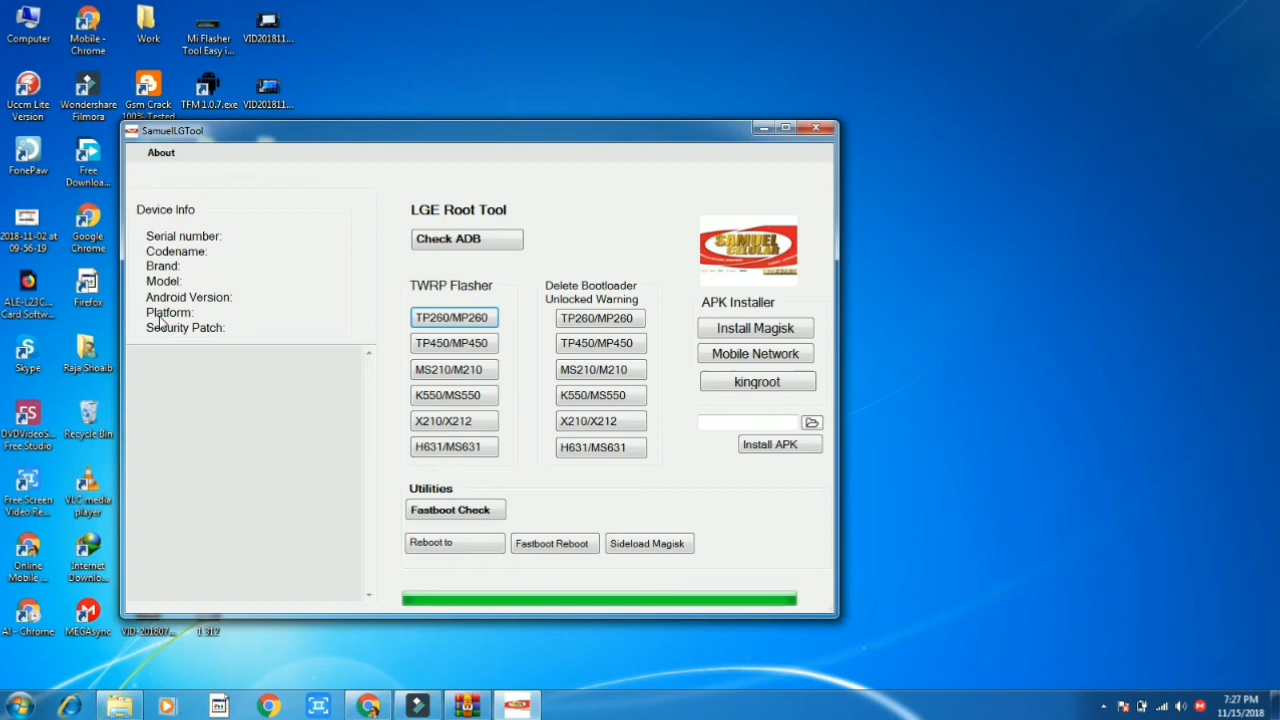 Computer
Mobile -
Chrome
Work
Mi Flasher
Tool Easy i...
VID201811...
Uccm Lite
Version
Wondershare
Filmora
Gsm Crack
100% Tested
TFM 1.0.7.exe
VID201811...
FonePaw
Free
Downloa...
2018-11-02 at
09-56-19
Google
Chrome
ALE-L23C...
Card Softw...
Firefox
Skype
Raja Shoaib
DVDVideoS...
Free Studio
Recycle Bin
Free Screen
Video Re...
VLC media
player
Online
Mobile ...
Internet
Downlo...
AI - Chrome
MEGAsync
VID-201807...
1.312
SamuelLGTool
About
Device Info
Serial number:
Codename:
Brand:
Model:
Android Version:
Platform:
Security Patch:
LGE Root Tool
Check ADB
TWRP Flasher
TP260/MP260
TP450/MP450
MS210/M210
K550/MS550
X210/X212
H631/MS631
Delete Bootloader
Unlocked Warning
TP260/MP260
TP450/MP450
MS210/M210
K550/MS550
X210/X212
H631/MS631
SAMUEL
CELULAR
APK Installer
Install Magisk
Mobile Network
kingroot
Install APK
Utilities
Fastboot Check
Reboot to
Fastboot Reboot
Sideload Magisk
7:27 PM
11/15/2018